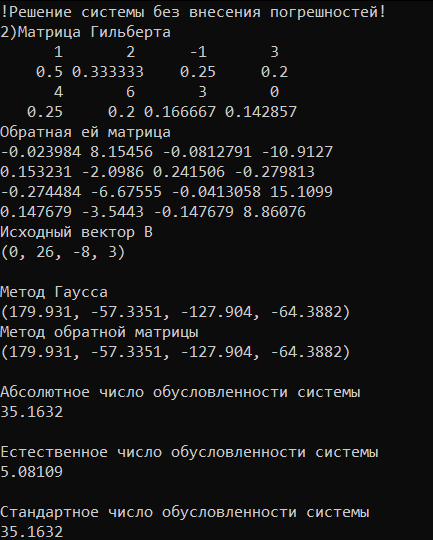 !Решение системы без внесения погрешностей!
2)Матрица Гильберта
1 2 -1 3
0.5 0.333333 0.25 0.2
4 6 3 0
0.25 0.2 0.166667 0.142857
Обратная ей матрица
-0.023984 8.15456 -0.0812791 -10.9127
0.153231 -2.0986 0.241506 -0.279813
-0.274484 -6.67555 -0.0413058 15.1099
0.147679 -3.5443 -0.147679 8.86076
Исходный вектор B
(0, 26, -8, 3)
Метод Гаусса
(179.931, -57.3351, -127.904, -64.3882)
Метод обратной матрицы
(179.931, -57.3351, -127.904, -64.3882)
Абсолютное число обусловленности системы
35.1632
Естественное число обусловленности системы
5.08109
Стандартное число обусловленности системы
35.1632